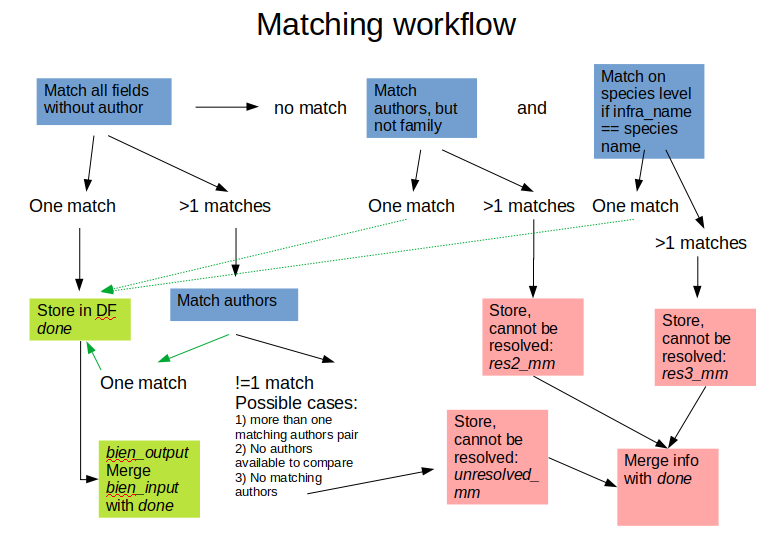 Matching workflow
Match all fields
without author
no match
Match
authors, but
not family
and
Match on
species level
if infra_name
== species
name
One match
>1 matches
One match
>1 matches
One match
>1 matches
Store in DF
done
Match authors
Store,
cannot be
resolved:
res2_mm
Store,
cannot be
resolved:
res3_mm
One match
!=1 match
Possible cases:
1) more than one
matching authors pair
2) No authors
available to compare
3) No matching
authors
bien_output
Merge
bien_input
with done
Store,
cannot be
resolved:
unresolved_
mm
Merge info
with done